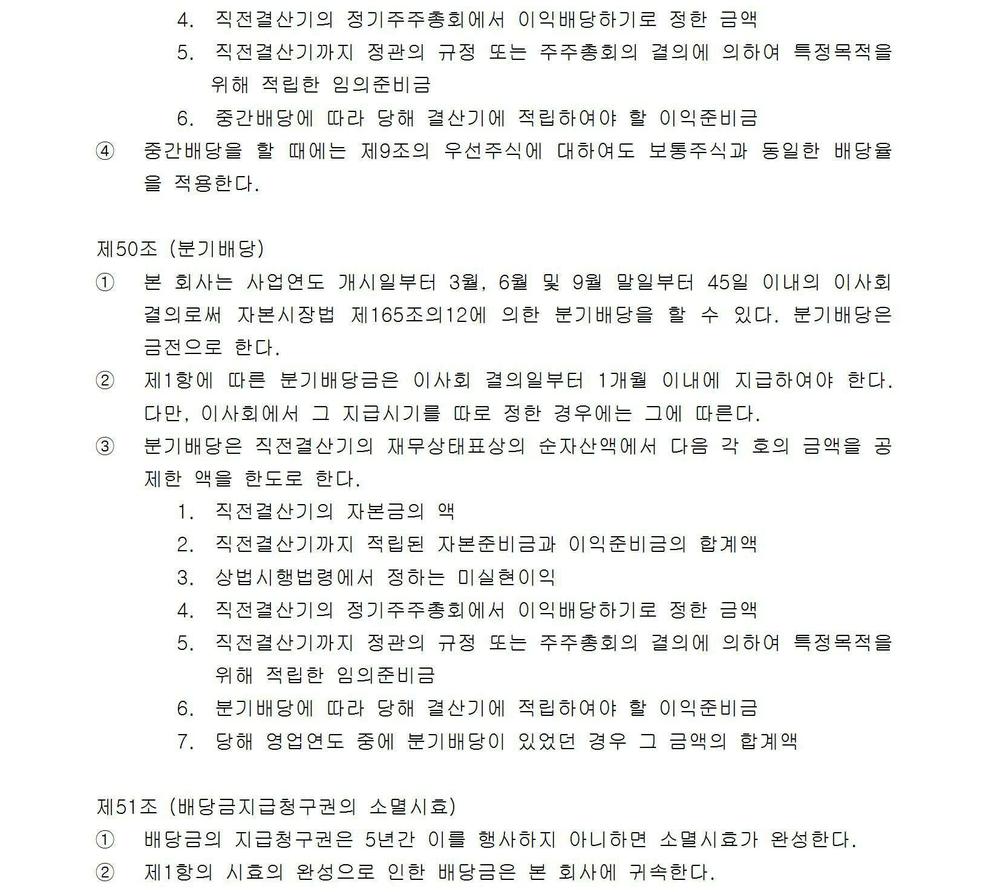 4. 직전결산기의 정기주주총회에서 이익배당하기로 정한 금액
5. 직전결산기까지 정관의 규정 또는 주주총회의 결의에 의하여 특정목적을
위해 적립한 임의준비금
6. 중간배당에 따라 당해 결산기에 적립하여야 할 이익준비금
④ 중간배당을 할 때에는 제9조의 우선주식에 대하여도 보통주식과 동일한 배당율
을 적용한다.
제50조 (분기배당)
① 본 회사는 사업연도 개시일부터 3월, 6월 및 9월 말일부터 45일 이내의 이사회
결의로써 자본시장법 제165조의12에 의한 분기배당을 할 수 있다. 분기배당은
금전으로 한다.
② 제1항에 따른 분기배당금은 이사회 결의일부터 1개월 이내에 지급하여야 한다.
다만, 이사회에서 그 지급시기를 따로 정한 경우에는 그에 따른다.
③ 분기배당은 직전결산기의 재무상태표상의 순자산액에서 다음 각 호의 금액을 공
제한 액을 한도로 한다.
1. 직전결산기의 자본금의 액
2. 직전결산기까지 적립된 자본준비금과 이익준비금의 합계액
3. 상법시행법령에서 정하는 미실현이익
4. 직전결산기의 정기주주총회에서 이익배당하기로 정한 금액
5. 직전결산기까지 정관의 규정 또는 주주총회의 결의에 의하여 특정목적을
위해 적립한 임의준비금
6. 분기배당에 따라 당해 결산기에 적립하여야 할 이익준비금
7. 당해 영업연도 중에 분기배당이 있었던 경우 그 금액의 합계액
제51조 (배당금지급청구권의 소멸시효)
① 배당금의 지급청구권은 5년간 이를 행사하지 아니하면 소멸시효가 완성한다.
② 제1항의 시효의 완성으로 인한 배당금은 본 회사에 귀속한다.